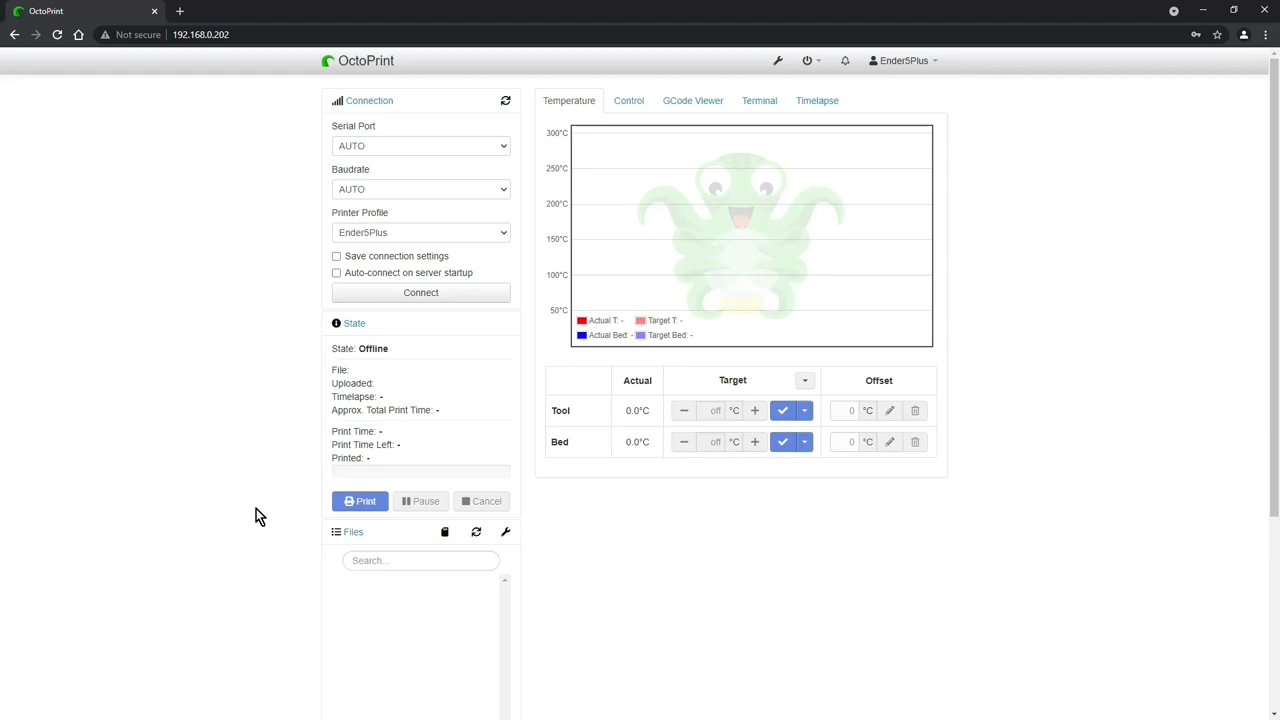 OctoPrint
Not secure 192.168.0.202
OctoPrint
Ender5Plus
Connection
Serial Port
AUTO
Baudrate
AUTO
Printer Profile
Ender5Plus
Save connection settings
Auto-connect on server startup
Connect
State
State: Offline
File:
Uploaded:
Timelapse: -
Approx. Total Print Time: -
Print Time: -
Print Time Left: -
Printed: -
Print Pause Cancel
Files
Search...
Temperature Control GCode Viewer Terminal Timelapse
300°C
250°C
200°C
150°C
100°C
50°C
Actual T: - Target T: -
Actual Bed: - Target Bed: -
Actual Target Offset
Tool 0.0°C off °C 0 °C
Bed 0.0°C off °C 0 °C